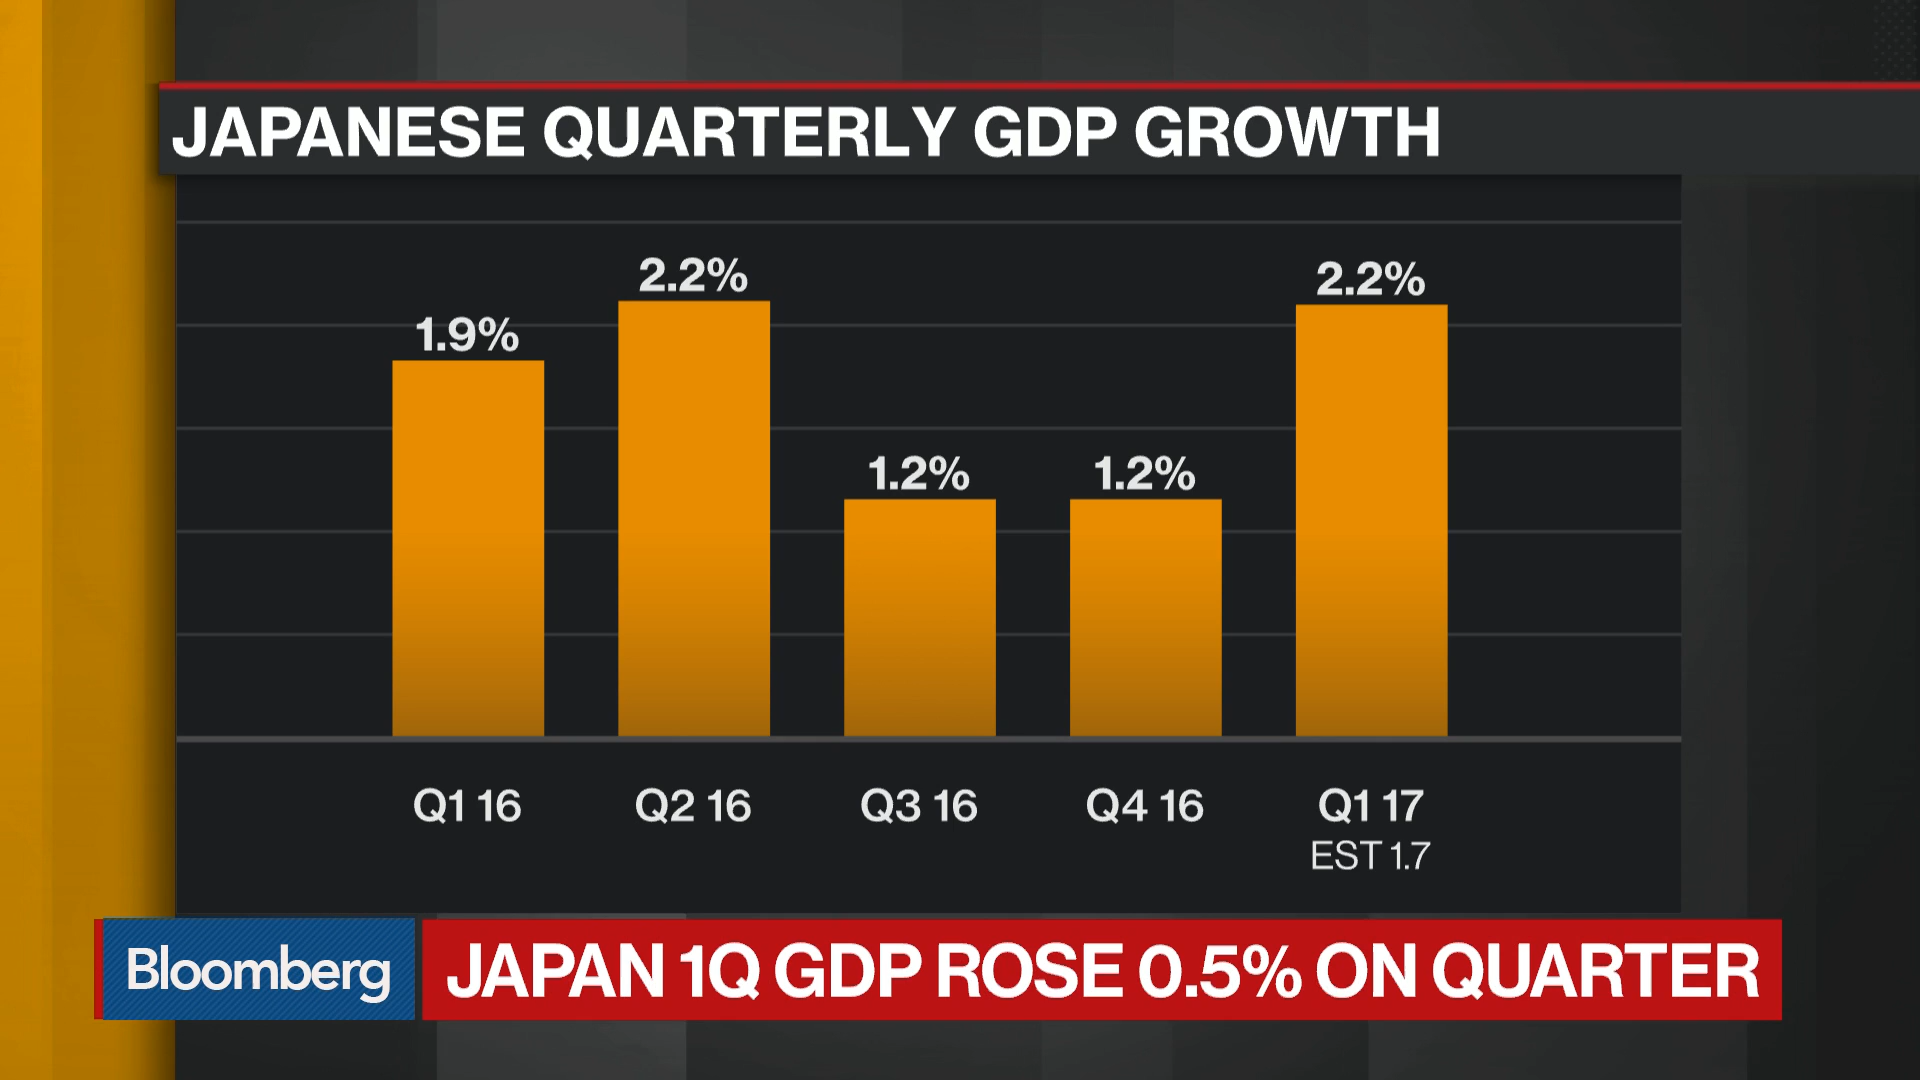 JAPANESE QUARTERLY GDP GROWTH
1.9%
2.2%
1.2%
1.2%
2.2%
Q1 16
Q2 16
Q3 16
Q4 16
Q1 17
EST 1.7
Bloomberg
JAPAN 1Q GDP ROSE 0.5% ON QUARTER